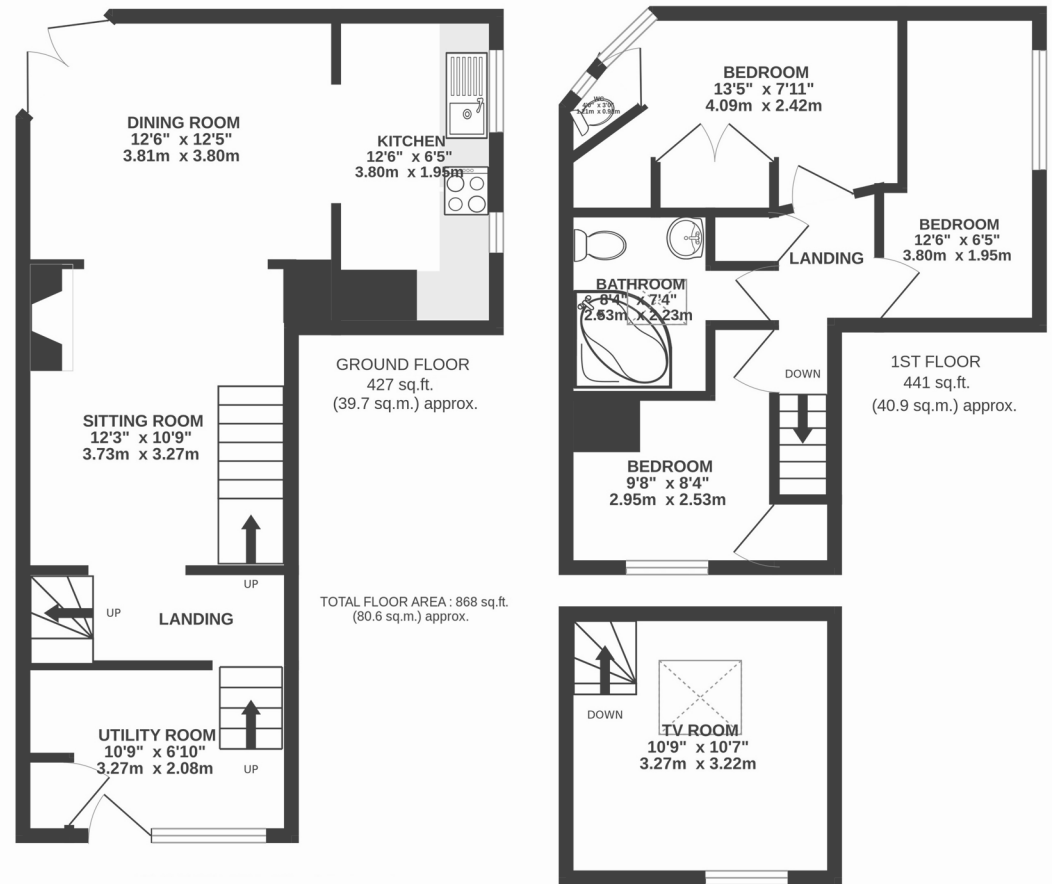 DINING ROOM
12'6" x 12'5"
3.81m x 3.80m
KITCHEN
12'6" x 6'5"
3.80m x 1.95m
SITTING ROOM
12'3" x 10'9"
3.73m x 3.27m
UP
UP
LANDING
UTILITY ROOM
10'9" x 6'10"
3.27m x 2.08m
UP
GROUND FLOOR
427 sq.ft.
(39.7 sq.m.) approx.
TOTAL FLOOR AREA : 868 sq.ft.
(80.6 sq.m.) approx.
BEDROOM
13'5" x 7'11"
4.09m x 2.42m
WC
BEDROOM
12'6" x 6'5"
3.80m x 1.95m
LANDING
BATHROOM
8'4" x 7'4"
2.53m x 2.23m
DOWN
1ST FLOOR
441 sq.ft.
(40.9 sq.m.) approx.
BEDROOM
9'8" x 8'4"
2.95m x 2.53m
DOWN
TV ROOM
10'9" x 10'7"
3.27m x 3.22m